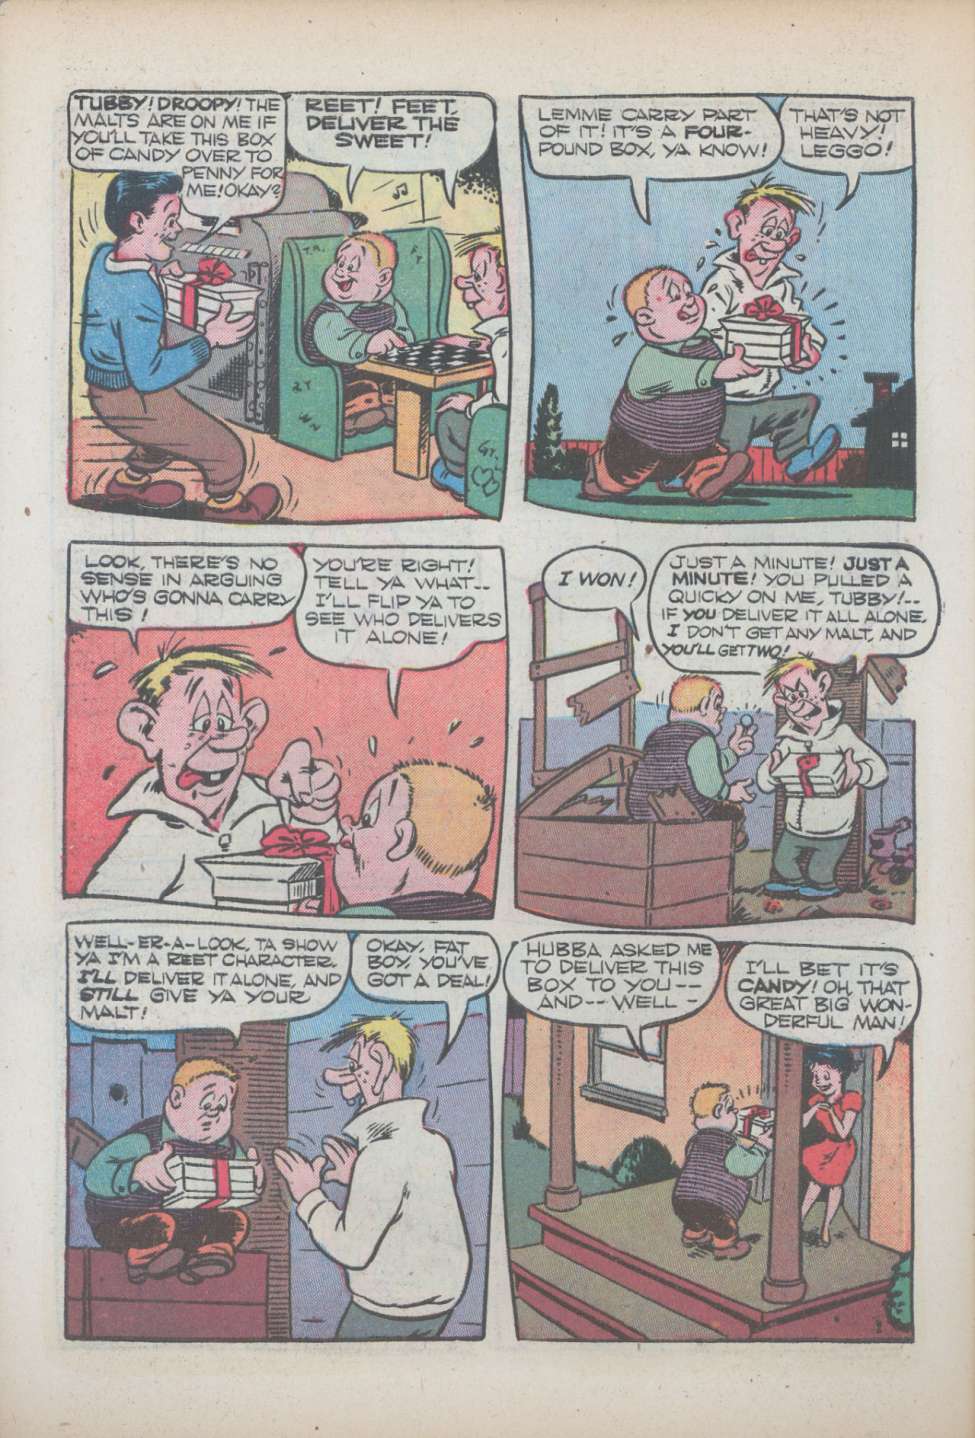 TUBBY! DROOPY! THE
MALTS ARE ON ME IF
YOU'LL TAKE THIS BOX
OF CANDY OVER TO
PENNY FOR
ME! OKAY?
REET! FEET,
DELIVER THE
SWEET!
T.R.
F.Y.
2Y
WN
GY.
LEMME CARRY PART
OF IT! IT'S A FOUR-
POUND BOX, YA KNOW!
THAT'S NOT
HEAVY!
LEGGO!
LOOK, THERE'S NO
SENSE IN ARGUING
WHO'S GONNA CARRY
THIS!
YOU'RE RIGHT!
TELL YA WHAT--
I'LL FLIP YA TO
SEE WHO DELIVERS
IT ALONE!
I WON!
JUST A MINUTE! JUST A
MINUTE! YOU PULLED A
QUICKY ON ME, TUBBY!--
IF YOU DELIVER IT ALL ALONE,
I DON'T GET ANY MALT, AND
YOU'LL GET TWO!
WELL-ER-A-LOOK, TA SHOW
YA I'M A REET CHARACTER,
I'LL DELIVER IT ALONE, AND
STILL GIVE YA YOUR
MALT!
OKAY, FAT
BOY, YOU'VE
GOT A DEAL!
HUBBA ASKED ME
TO DELIVER THIS
BOX TO YOU--
AND--WELL-
I'LL BET IT'S
CANDY! OH, THAT
GREAT BIG WON-
DERFUL MAN!